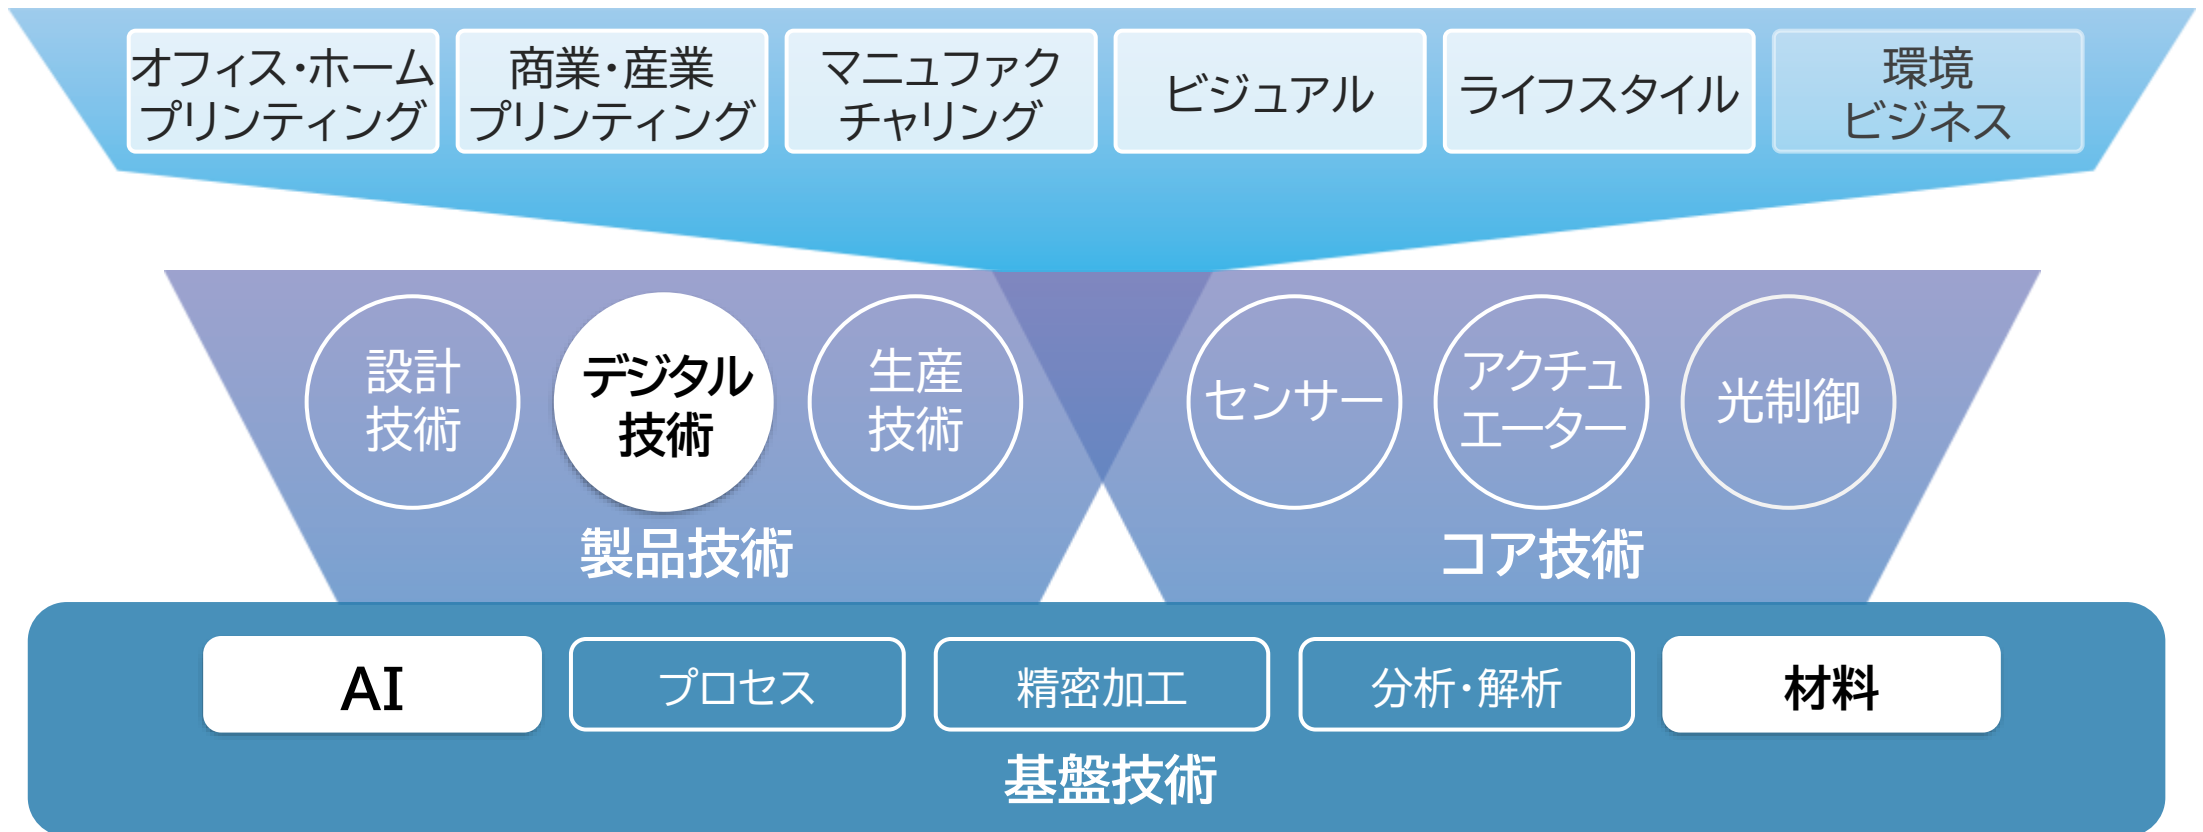 オフィス・ホーム
プリンティング
商業・産業
プリンティング
マニュファク
チャリング
ビジュアル
ライフスタイル
環境
ビジネス
設計
技術
デジタル
技術
生産
技術
センサー
アクチュ
エーター
光制御
製品技術
コア技術
AI
プロセス
精密加工
分析・解析
材料
基盤技術